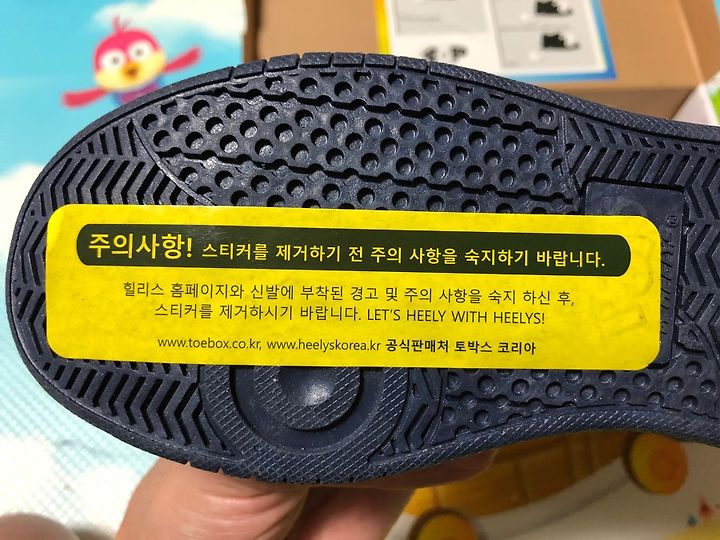 주의사항! 스티커를 제거하기 전 주의 사항을 숙지하기 바랍니다.
힐리스 홈페이지와 신발에 부착된 경고 및 주의 사항을 숙지 하신 후,
스티커를 제거하시기 바랍니다. LET'S HEELY WITH HEELYS!
www.toebox.co.kr, www.heelyskorea.kr 공식판매처 토박스 코리아